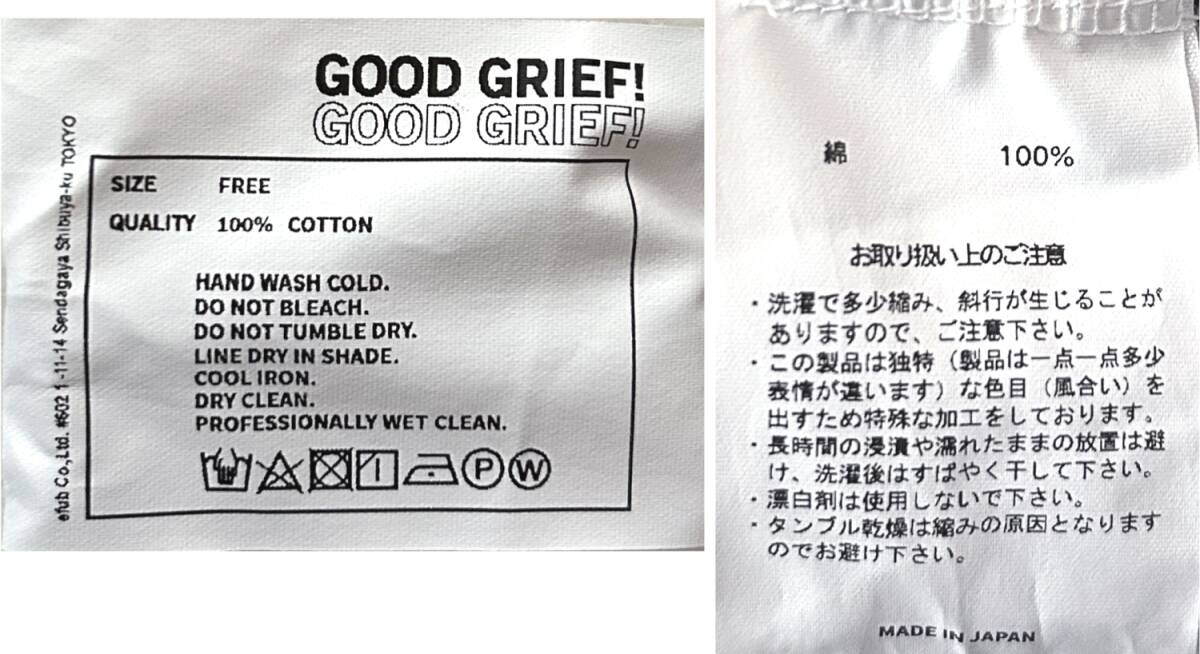 GOOD GRIEF!
GOOD GRIEF!
SIZE FREE
QUALITY 100% COTTON
HAND WASH COLD.
DO NOT BLEACH.
DO NOT TUMBLE DRY.
LINE DRY IN SHADE.
COOL IRON.
DRY CLEAN.
PROFESSIONALLY WET CLEAN.
P W
efub Co.,Ltd. #602 1-11-14 Sendagaya Shibuya-ku TOKYO
綿 100%
お取り扱い上のご注意
・洗濯で多少縮み、斜行が生じることが
ありますので、ご注意下さい。
・この製品は独特（製品は一点一点多少
表情が違います）な色目（風合い）を
出すため特殊な加工をしております。
・長時間の浸漬や濡れたままの放置は避
け、洗濯後はすばやく干して下さい。
・漂白剤は使用しないで下さい。
・タンブル乾燥は縮みの原因となります
のでお避け下さい。
MADE IN JAPAN